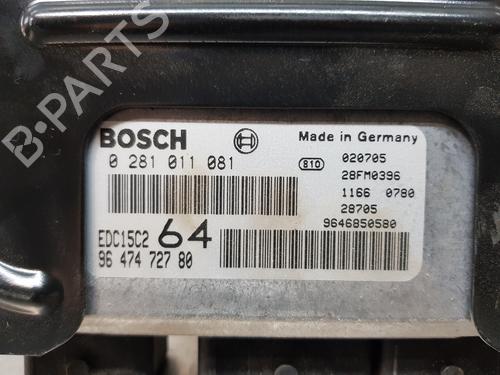 B-PARTS
BOSCH
Made in Germany
0 281 011 081
810
020705
28FM0396
1166 0780
28705
9646850580
EDC15C2 64
96 474 727 80